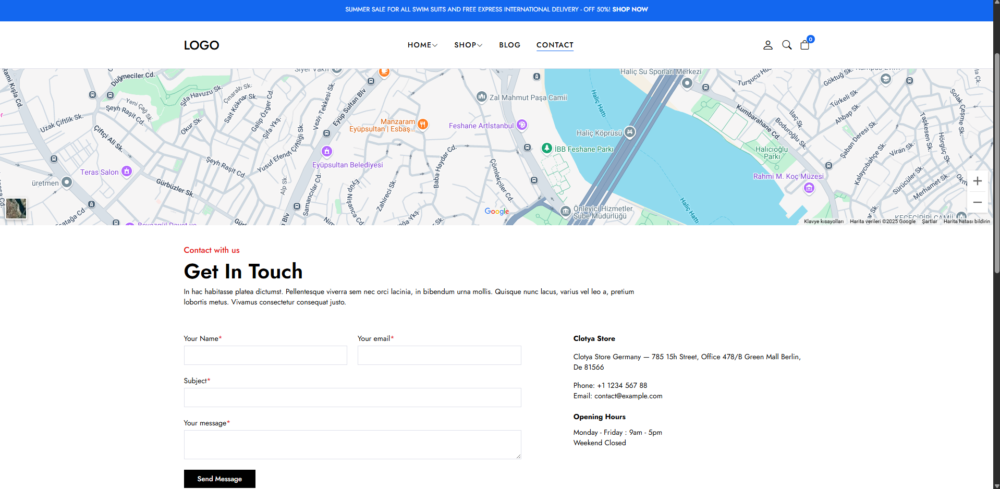 SUMMER SALE FOR ALL SWIM SUITS AND FREE EXPRESS INTERNATIONAL DELIVERY - OFF 50%! SHOP NOW
LOGO
HOME
SHOP
BLOG
CONTACT
0
Rami Kışla Cd.
Düğmeciler Cd.
Siyer Vakfı
Haliç Su Sporları Merkezi
Göktuğ Sk.
Şifa Havuzu Sk.
Çınaraltı Sk.
Sait Köknar Sk.
Galip Özger Cd.
Vezir Tekkesi Sk.
Eyüp Sultan Blv
Zal Mahmut Paşa Camii
Haliç Hattı
Kumbarahane Cd.
Türkeli Sk
Solak Çeşme Sk.
Yeni Çağ Sk.
Şeyh Raşit Cd.
Uzak Çiftlik Sk.
Çiftçi Ali Sk.
Okur Sk.
Şifa Ykş.
Manzaram
Eyüpsultan | Esbaş...
Feshane Artİstanbul
Haliç Köprüsü
İlaç Sk.
Boduroğlu Sk.
Ahbap Sk.
Taşkesen Sk.
Şaban Deresi Sk.
Hörgüç Sk.
İBB Feshane Parkı
Halıcıoğlu
Parkı
Viran Sk.
Yusuf Efendi Çiftliği Sk.
Şeyh Raşit Cd.
Eyüpsultan Belediyesi
Teras Salon
Baba Haydar Cd.
Çömlekçiler Cd.
Rahmi M. Koç Müzesi
Kalaycıbahçe Sk.
Sürücüler Sk.
Merhamet Sk.
üretmen
Gürbüzler Sk.
Alp Sk.
Samancılar Cd.
Eyüp Nişanca Cd.
Zahireci Sk.
Haliç Hattı
Google
Önleyici Hizmetler
Şube Müdürlüğü
Klavye kısayolları
Harita verileri ©2025 Google
Şartlar
Harita hatası bildirin
Contact with us
Get In Touch
In hac habitasse platea dictumst. Pellentesque viverra sem nec orci lacinia, in bibendum urna mollis. Quisque nunc lacus, varius vel leo a, pretium
lobortis metus. Vivamus consectetur consequat justo.
Your Name*
Your email*
Subject*
Your message*
Send Message
Clotya Store
Clotya Store Germany — 785 15h Street, Office 478/B Green Mall Berlin,
De 81566
Phone: +1 1234 567 88
Email: contact@example.com
Opening Hours
Monday - Friday : 9am - 5pm
Weekend Closed